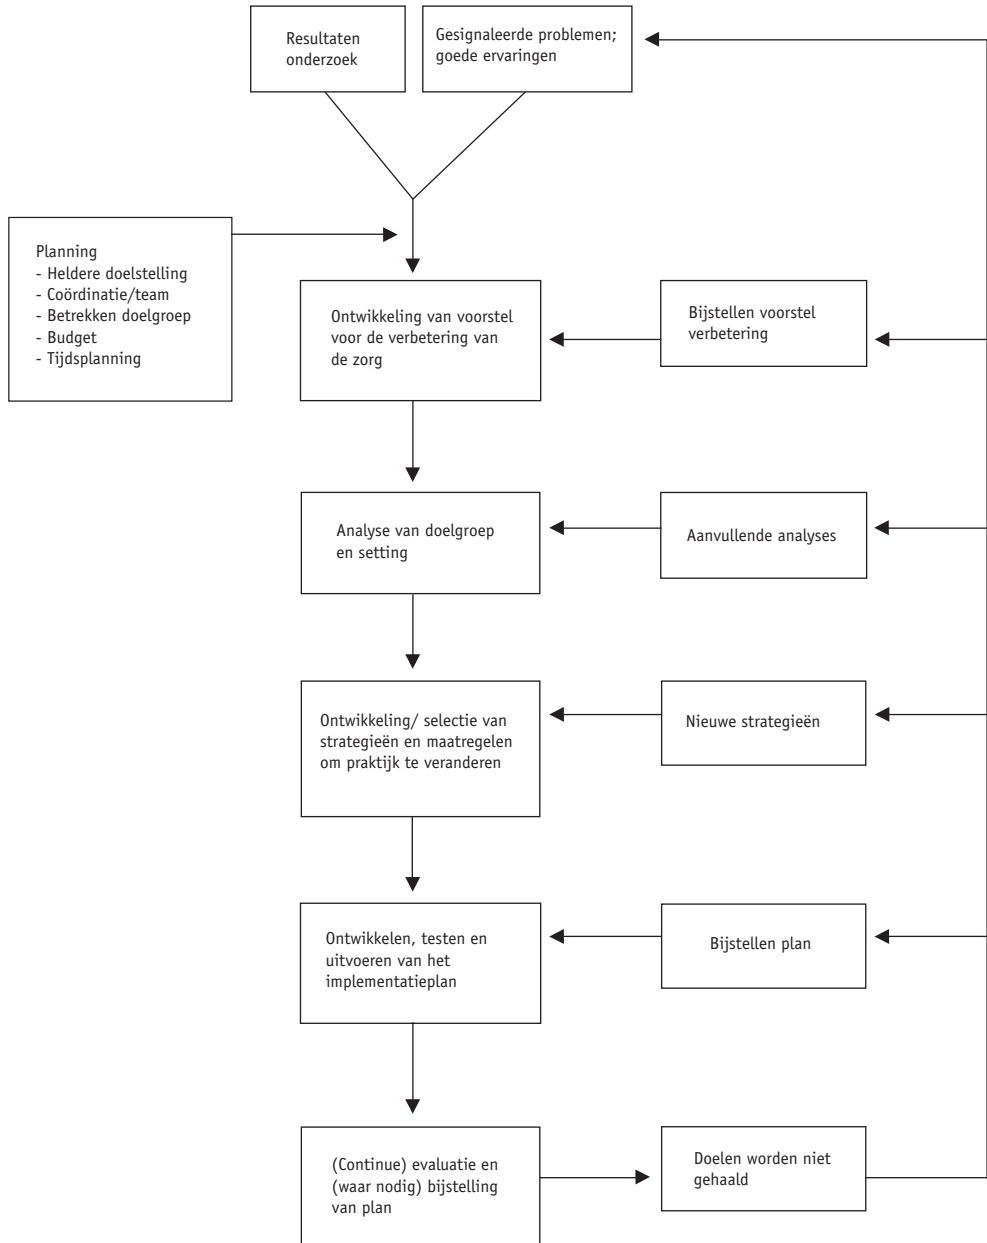 Resultaten
onderzoek
Gesignaleerde problemen;
goede ervaringen
Planning
- Heldere doelstelling
- Coördinatie/team
- Betrekken doelgroep
- Budget
- Tijdsplanning
Ontwikkeling van voorstel
voor de verbetering van
de zorg
Bijstellen voorstel
verbetering
Analyse van doelgroep
en setting
Aanvullende analyses
Ontwikkeling/ selectie van
strategieën en maatregelen
om praktijk te veranderen
Nieuwe strategieën
Ontwikkelen, testen en
uitvoeren van het
implementatieplan
Bijstellen plan
(Continue) evaluatie en
(waar nodig) bijstelling
van plan
Doelen worden niet
gehaald